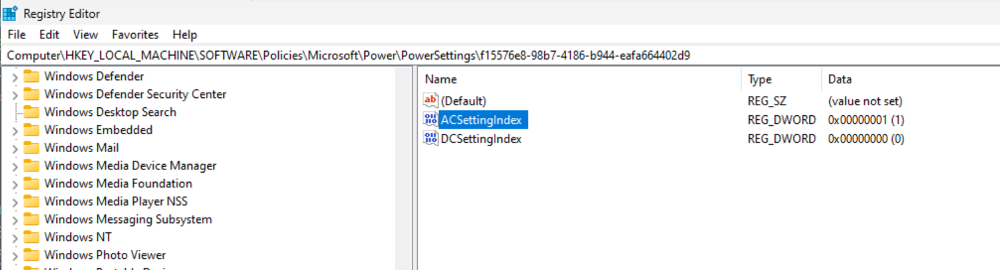 Registry Editor
File Edit View Favorites Help
Computer\HKEY_LOCAL_MACHINE\SOFTWARE\Policies\Microsoft\Power\PowerSettings\f15576e8-98b7-4186-b944-eafa664402d9
Windows Defender
Windows Defender Security Center
Windows Desktop Search
Windows Embedded
Windows Mail
Windows Media Device Manager
Windows Media Foundation
Windows Media Player NSS
Windows Messaging Subsystem
Windows NT
Windows Photo Viewer
Name Type Data
(Default) REG_SZ (value not set)
ACSettingIndex REG_DWORD 0x00000001 (1)
DCSettingIndex REG_DWORD 0x00000000 (0)